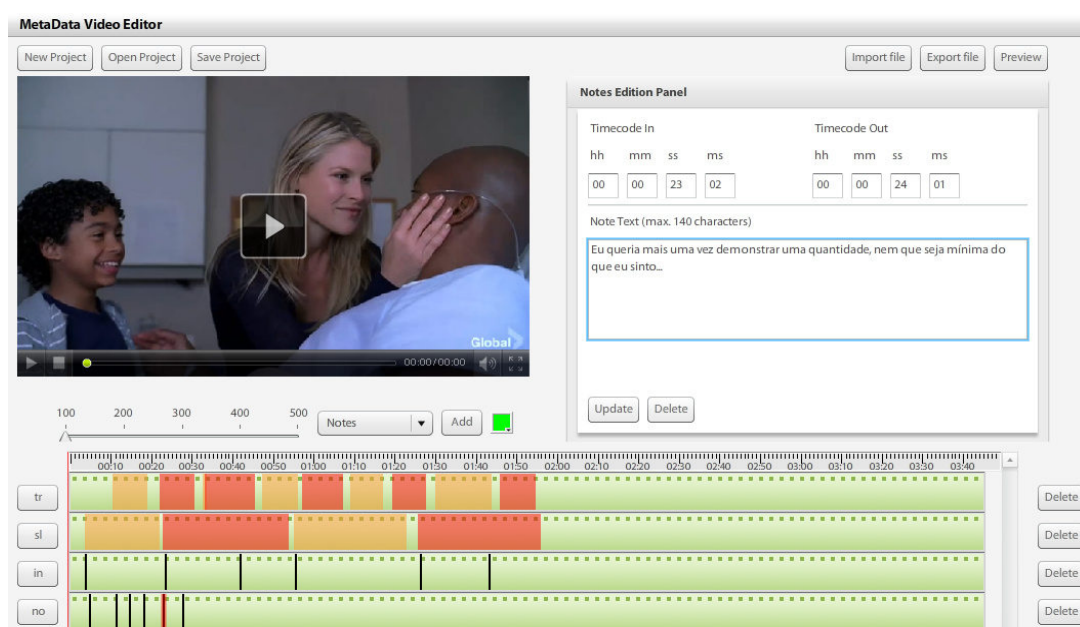 MetaData Video Editor
New Project Open Project Save Project Import file Export file Preview
Notes Edition Panel
Timecode In Timecode Out
hh mm ss ms hh mm ss ms
00 00 23 02 00 00 24 01
Note Text (max. 140 characters)
Eu queria mais uma vez demonstrar uma quantidade, nem que seja mínima do
que eu sinto...
Global
00:00/00:00
Update Delete
100 200 300 400 500
Notes Add
00:10 00:20 00:30 00:40 00:50 01:00 01:10 01:20 01:30 01:40 01:50 02:00 02:10 02:20 02:30 02:40 02:50 03:00 03:10 03:20 03:30 03:40
tr Delete
sl Delete
in Delete
no Delete